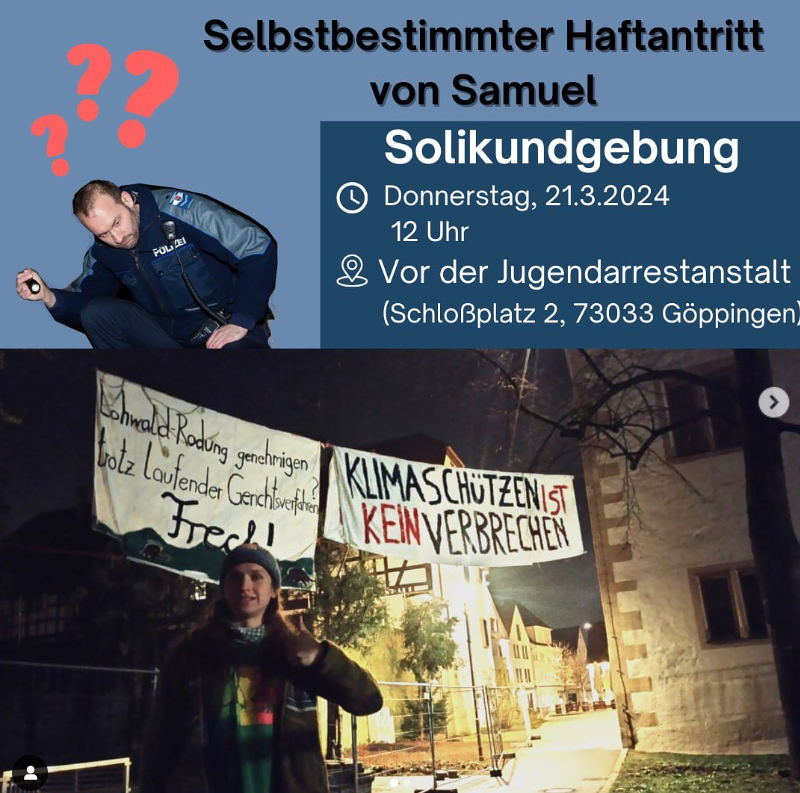 Selbstbestimmter Haftantritt
von Samuel
? ? ?
Solikundgebung
Donnerstag, 21.3.2024
12 Uhr
Vor der Jugendarrestanstalt
(Schloßplatz 2, 73033 Göppingen)
POLIZEI
Lohwald-Rodung genehmigen
trotz laufender Gerichtsverfahren?
Frech!
KLIMASCHÜTZEN IST
KEIN VERBRECHEN